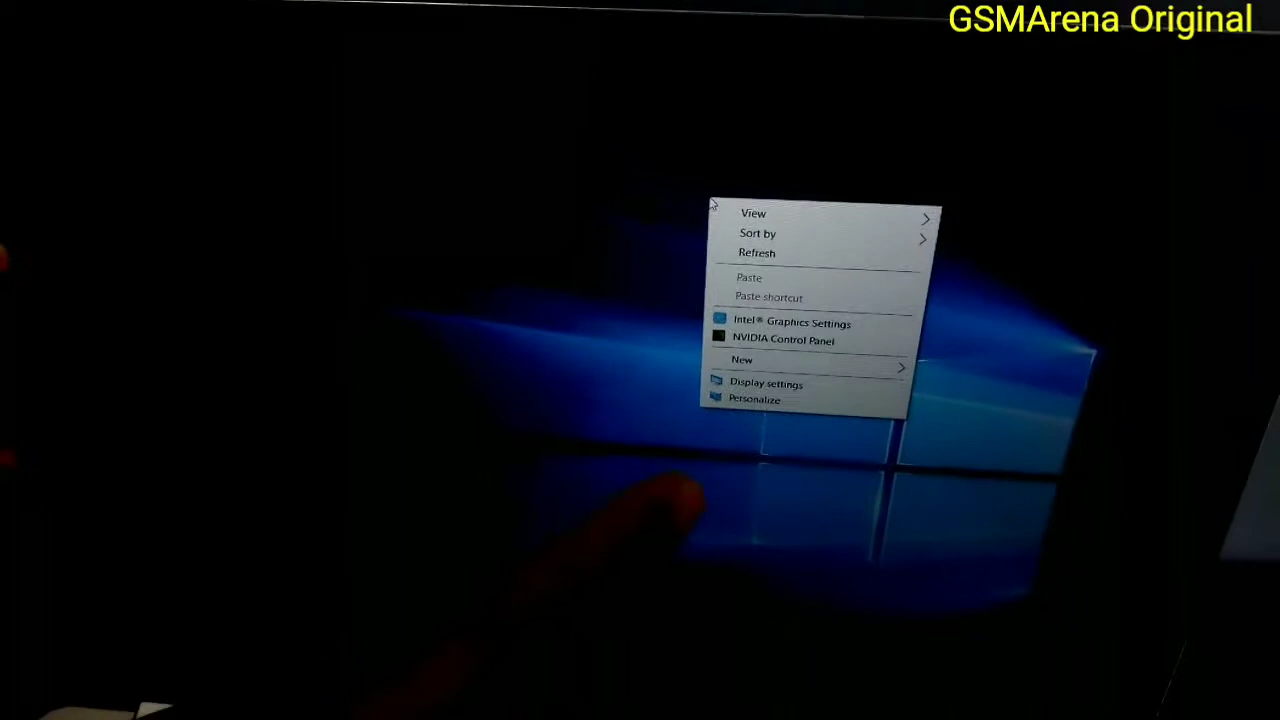 GSMArena Original
View
Sort by
Refresh
Paste
Paste shortcut
Intel® Graphics Settings
NVIDIA Control Panel
New
Display settings
Personalize